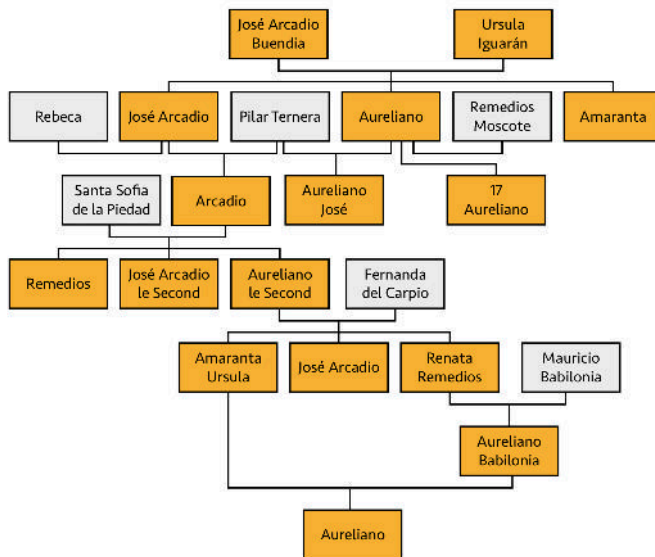 José Arcadio
Buendia
Ursula
Iguarán
Rebeca
José Arcadio
Pilar Ternera
Aureliano
Remedios
Moscote
Amaranta
Santa Sofia
de la Piedad
Arcadio
Aureliano
José
17
Aureliano
Remedios
José Arcadio
le Second
Aureliano
le Second
Fernanda
del Carpio
Amaranta
Ursula
José Arcadio
Renata
Remedios
Mauricio
Babilonia
Aureliano
Babilonia
Aureliano